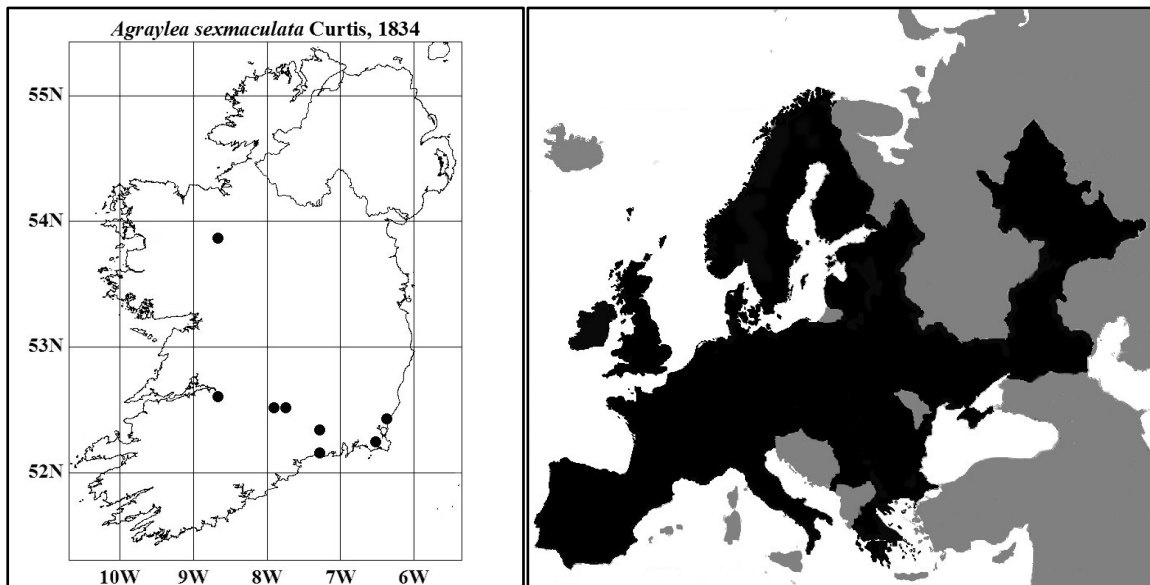 Agraylea sexmaculata Curtis, 1834
55N
54N
53N
52N
10W 9W 8W 7W 6W